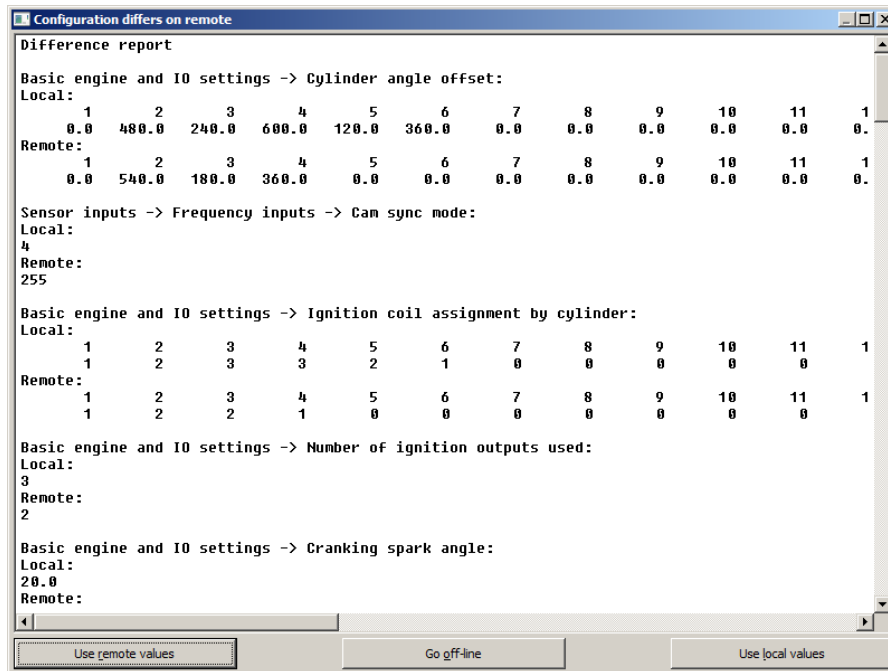 Configuration differs on remote
Difference report
Basic engine and IO settings -> Cylinder angle offset:
Local:
1 2 3 4 5 6 7 8 9 10 11 1
0.0 480.0 240.0 600.0 120.0 360.0 0.0 0.0 0.0 0.0 0.0 0.
Remote:
1 2 3 4 5 6 7 8 9 10 11 1
0.0 540.0 180.0 360.0 0.0 0.0 0.0 0.0 0.0 0.0 0.0 0.
Sensor inputs -> Frequency inputs -> Cam sync mode:
Local:
4
Remote:
255
Basic engine and IO settings -> Ignition coil assignment by cylinder:
Local:
1 2 3 4 5 6 7 8 9 10 11 1
1 2 3 3 2 1 0 0 0 0 0
Remote:
1 2 3 4 5 6 7 8 9 10 11 1
1 2 2 1 0 0 0 0 0 0 0
Basic engine and IO settings -> Number of ignition outputs used:
Local:
3
Remote:
2
Basic engine and IO settings -> Cranking spark angle:
Local:
20.0
Remote:
Use remote values Go off-line Use local values